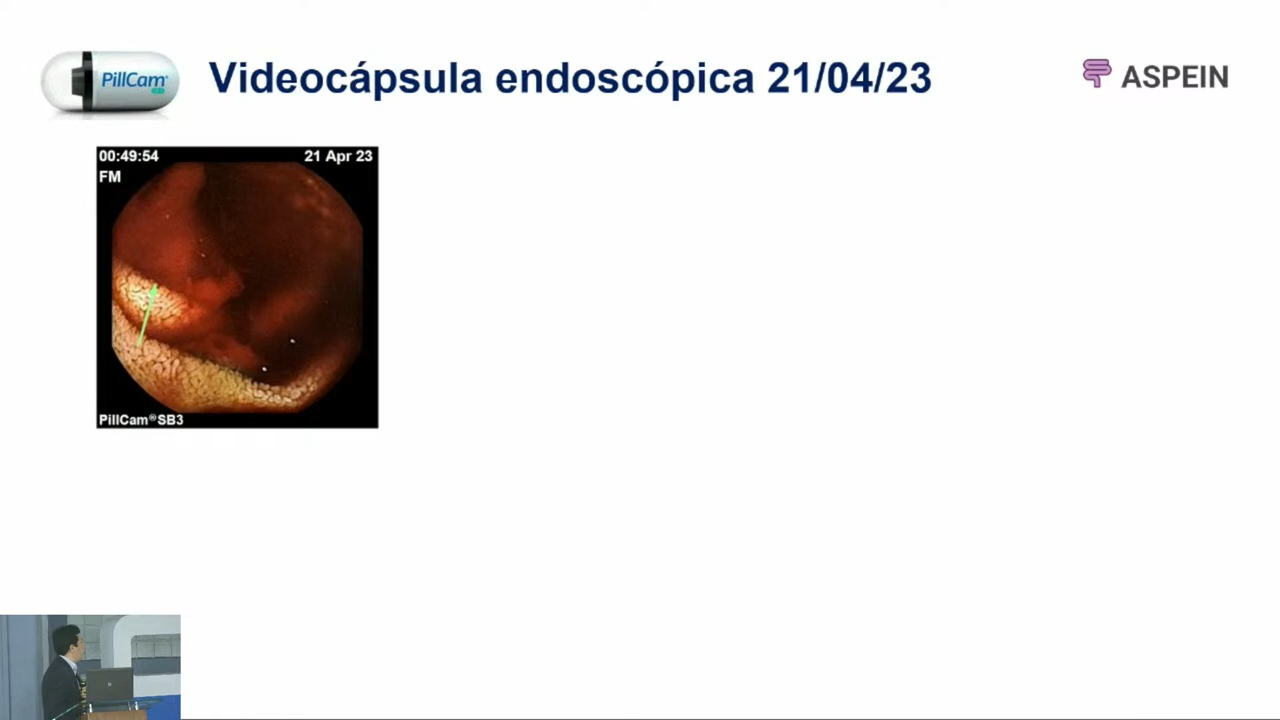 PillCam
Videocápsula endoscópica 21/04/23
ASPEIN
00:49:54
21 Apr 23
FM
PillCam®SB3